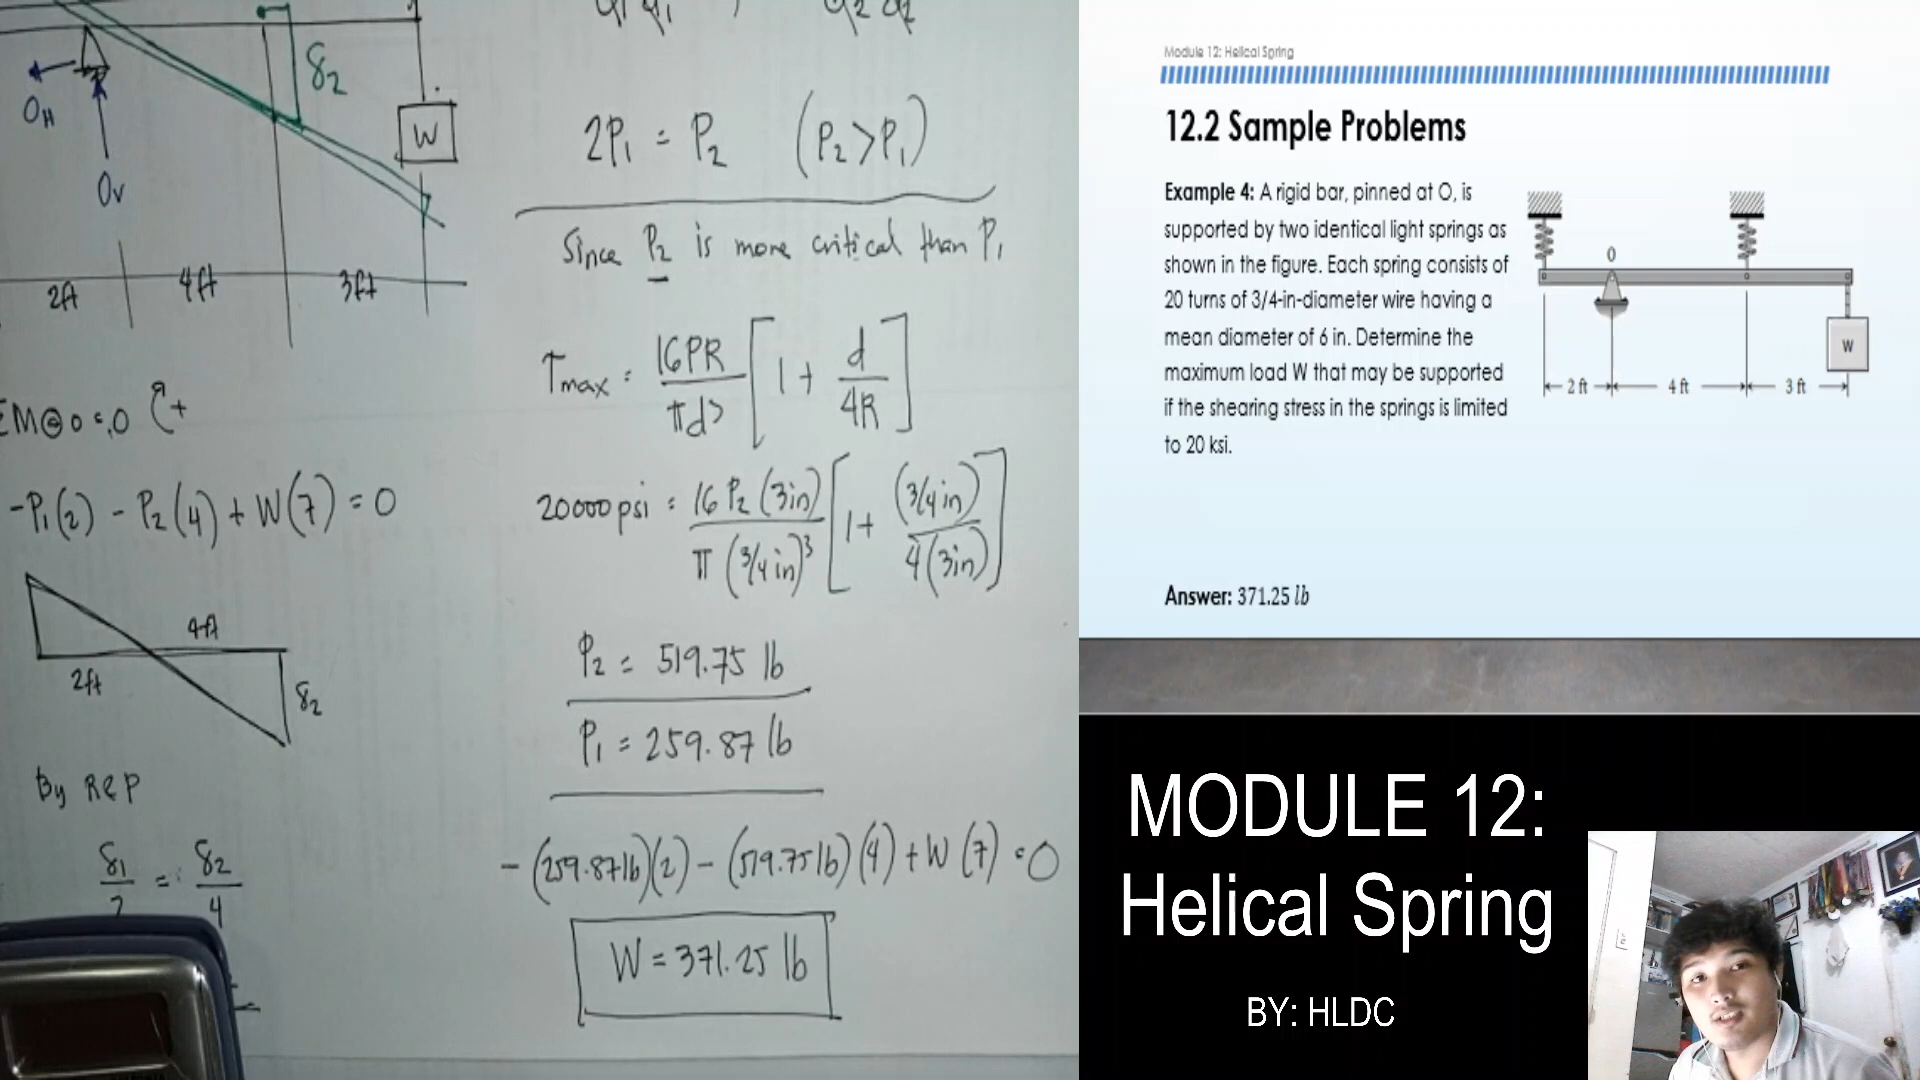 δ2
OH
W
Ov
2ft 4ft 3ft
ΣM@O = 0 +
-P1(2) - P2(4) + W(7) = 0
4ft
2ft
δ2
By R&P
δ1/2 = δ2/4
2P1 = P2 (P2 > P1)
Since P2 is more critical than P1
τmax = 16PR/πd³ [1 + d/4R]
20000 psi = 16 P2 (3in)/π (3/4 in)³ [1 + (3/4 in)/4(3in)]
P2 = 519.75 lb
P1 = 259.87 lb
-(259.87 lb)(2) - (519.75 lb)(4) + W(7) = 0
W = 371.25 lb
Module 12: Helical Spring
12.2 Sample Problems
Example 4: A rigid bar, pinned at O, is
supported by two identical light springs as
shown in the figure. Each spring consists of
20 turns of 3/4-in-diameter wire having a
mean diameter of 6 in. Determine the
maximum load W that may be supported
if the shearing stress in the springs is limited
to 20 ksi.
O
W
2 ft 4 ft 3 ft
Answer: 371.25 lb
MODULE 12:
Helical Spring
BY: HLDC